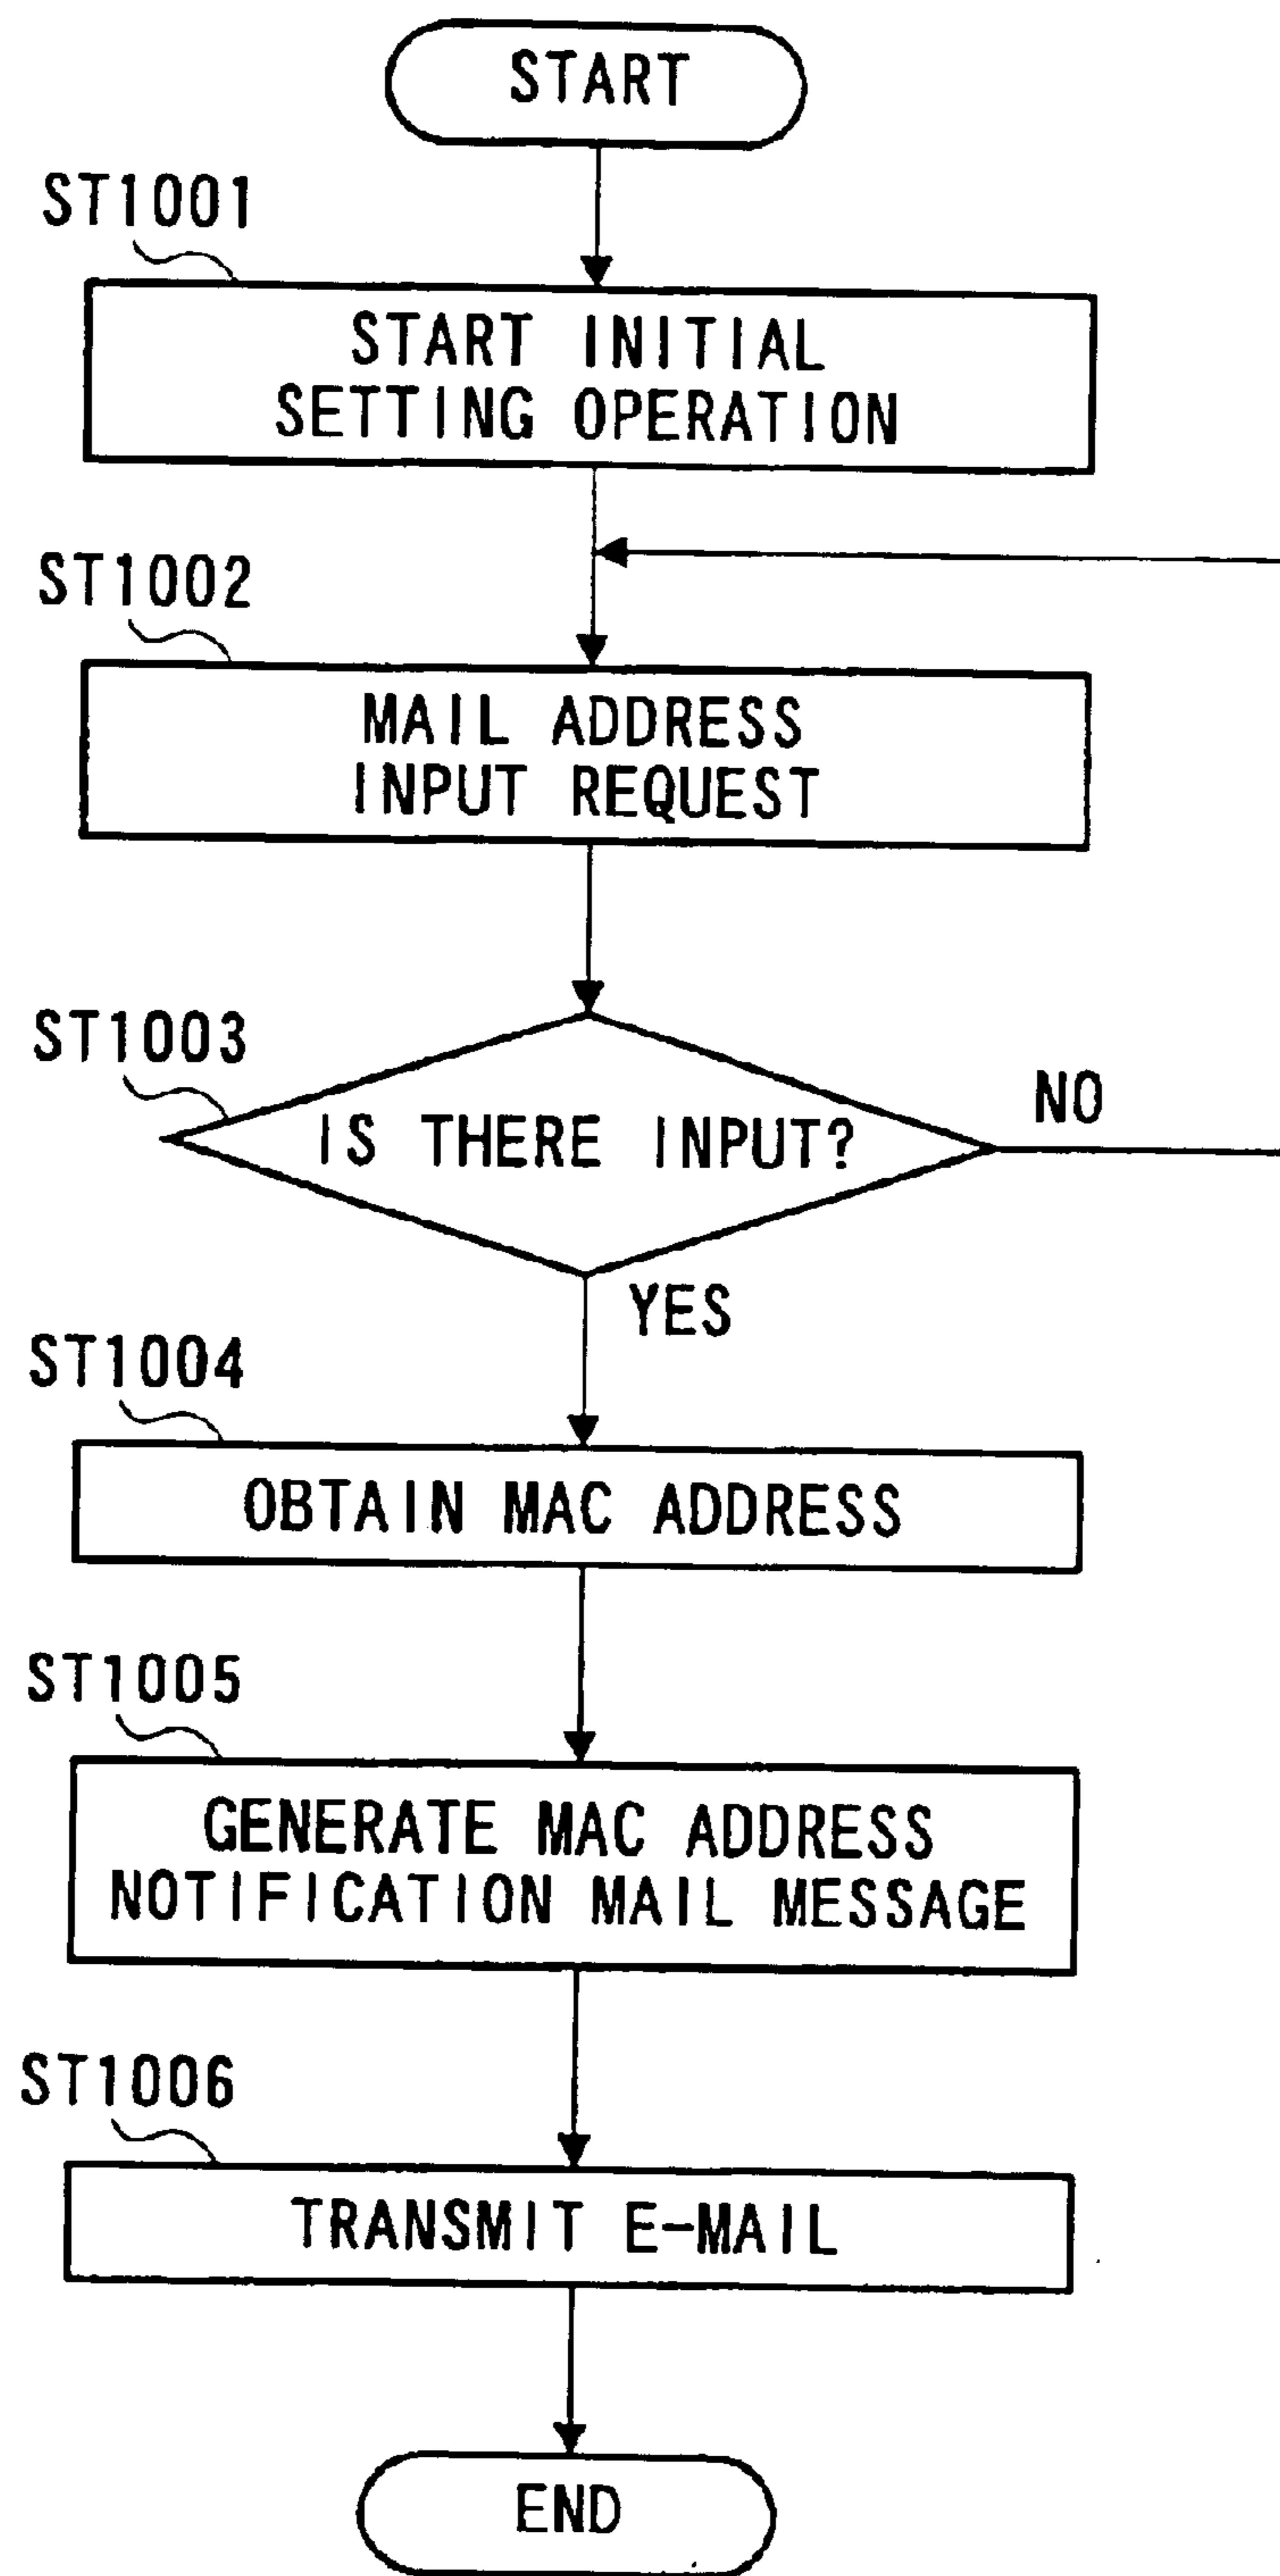 START
ST1001
START INITIAL
SETTING OPERATION
ST1002
MAIL ADDRESS
INPUT REQUEST
ST1003
IS THERE INPUT?
NO
YES
ST1004
OBTAIN MAC ADDRESS
ST1005
GENERATE MAC ADDRESS
NOTIFICATION MAIL MESSAGE
ST1006
TRANSMIT E-MAIL
END